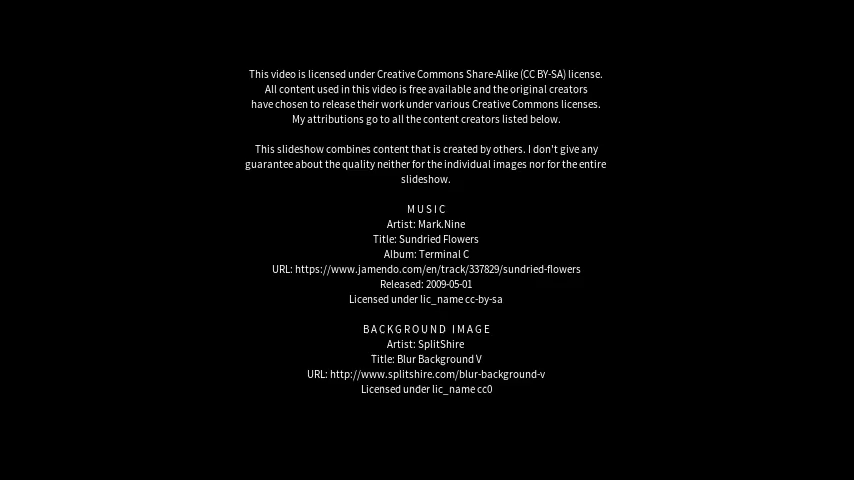 This video is licensed under Creative Commons Share-Alike (CC BY-SA) license.
All content used in this video is free available and the original creators
have chosen to release their work under various Creative Commons licenses.
My attributions go to all the content creators listed below.
This slideshow combines content that is created by others. I don't give any
guarantee about the quality neither for the individual images nor for the entire
slideshow.
MUSIC
Artist: Mark.Nine
Title: Sundried Flowers
Album: Terminal C
URL: https://www.jamendo.com/en/track/337829/sundried-flowers
Released: 2009-05-01
Licensed under lic_name cc-by-sa
BACKGROUND IMAGE
Artist: SplitShire
Title: Blur Background V
URL: http://www.splitshire.com/blur-background-v
Licensed under lic_name cc0